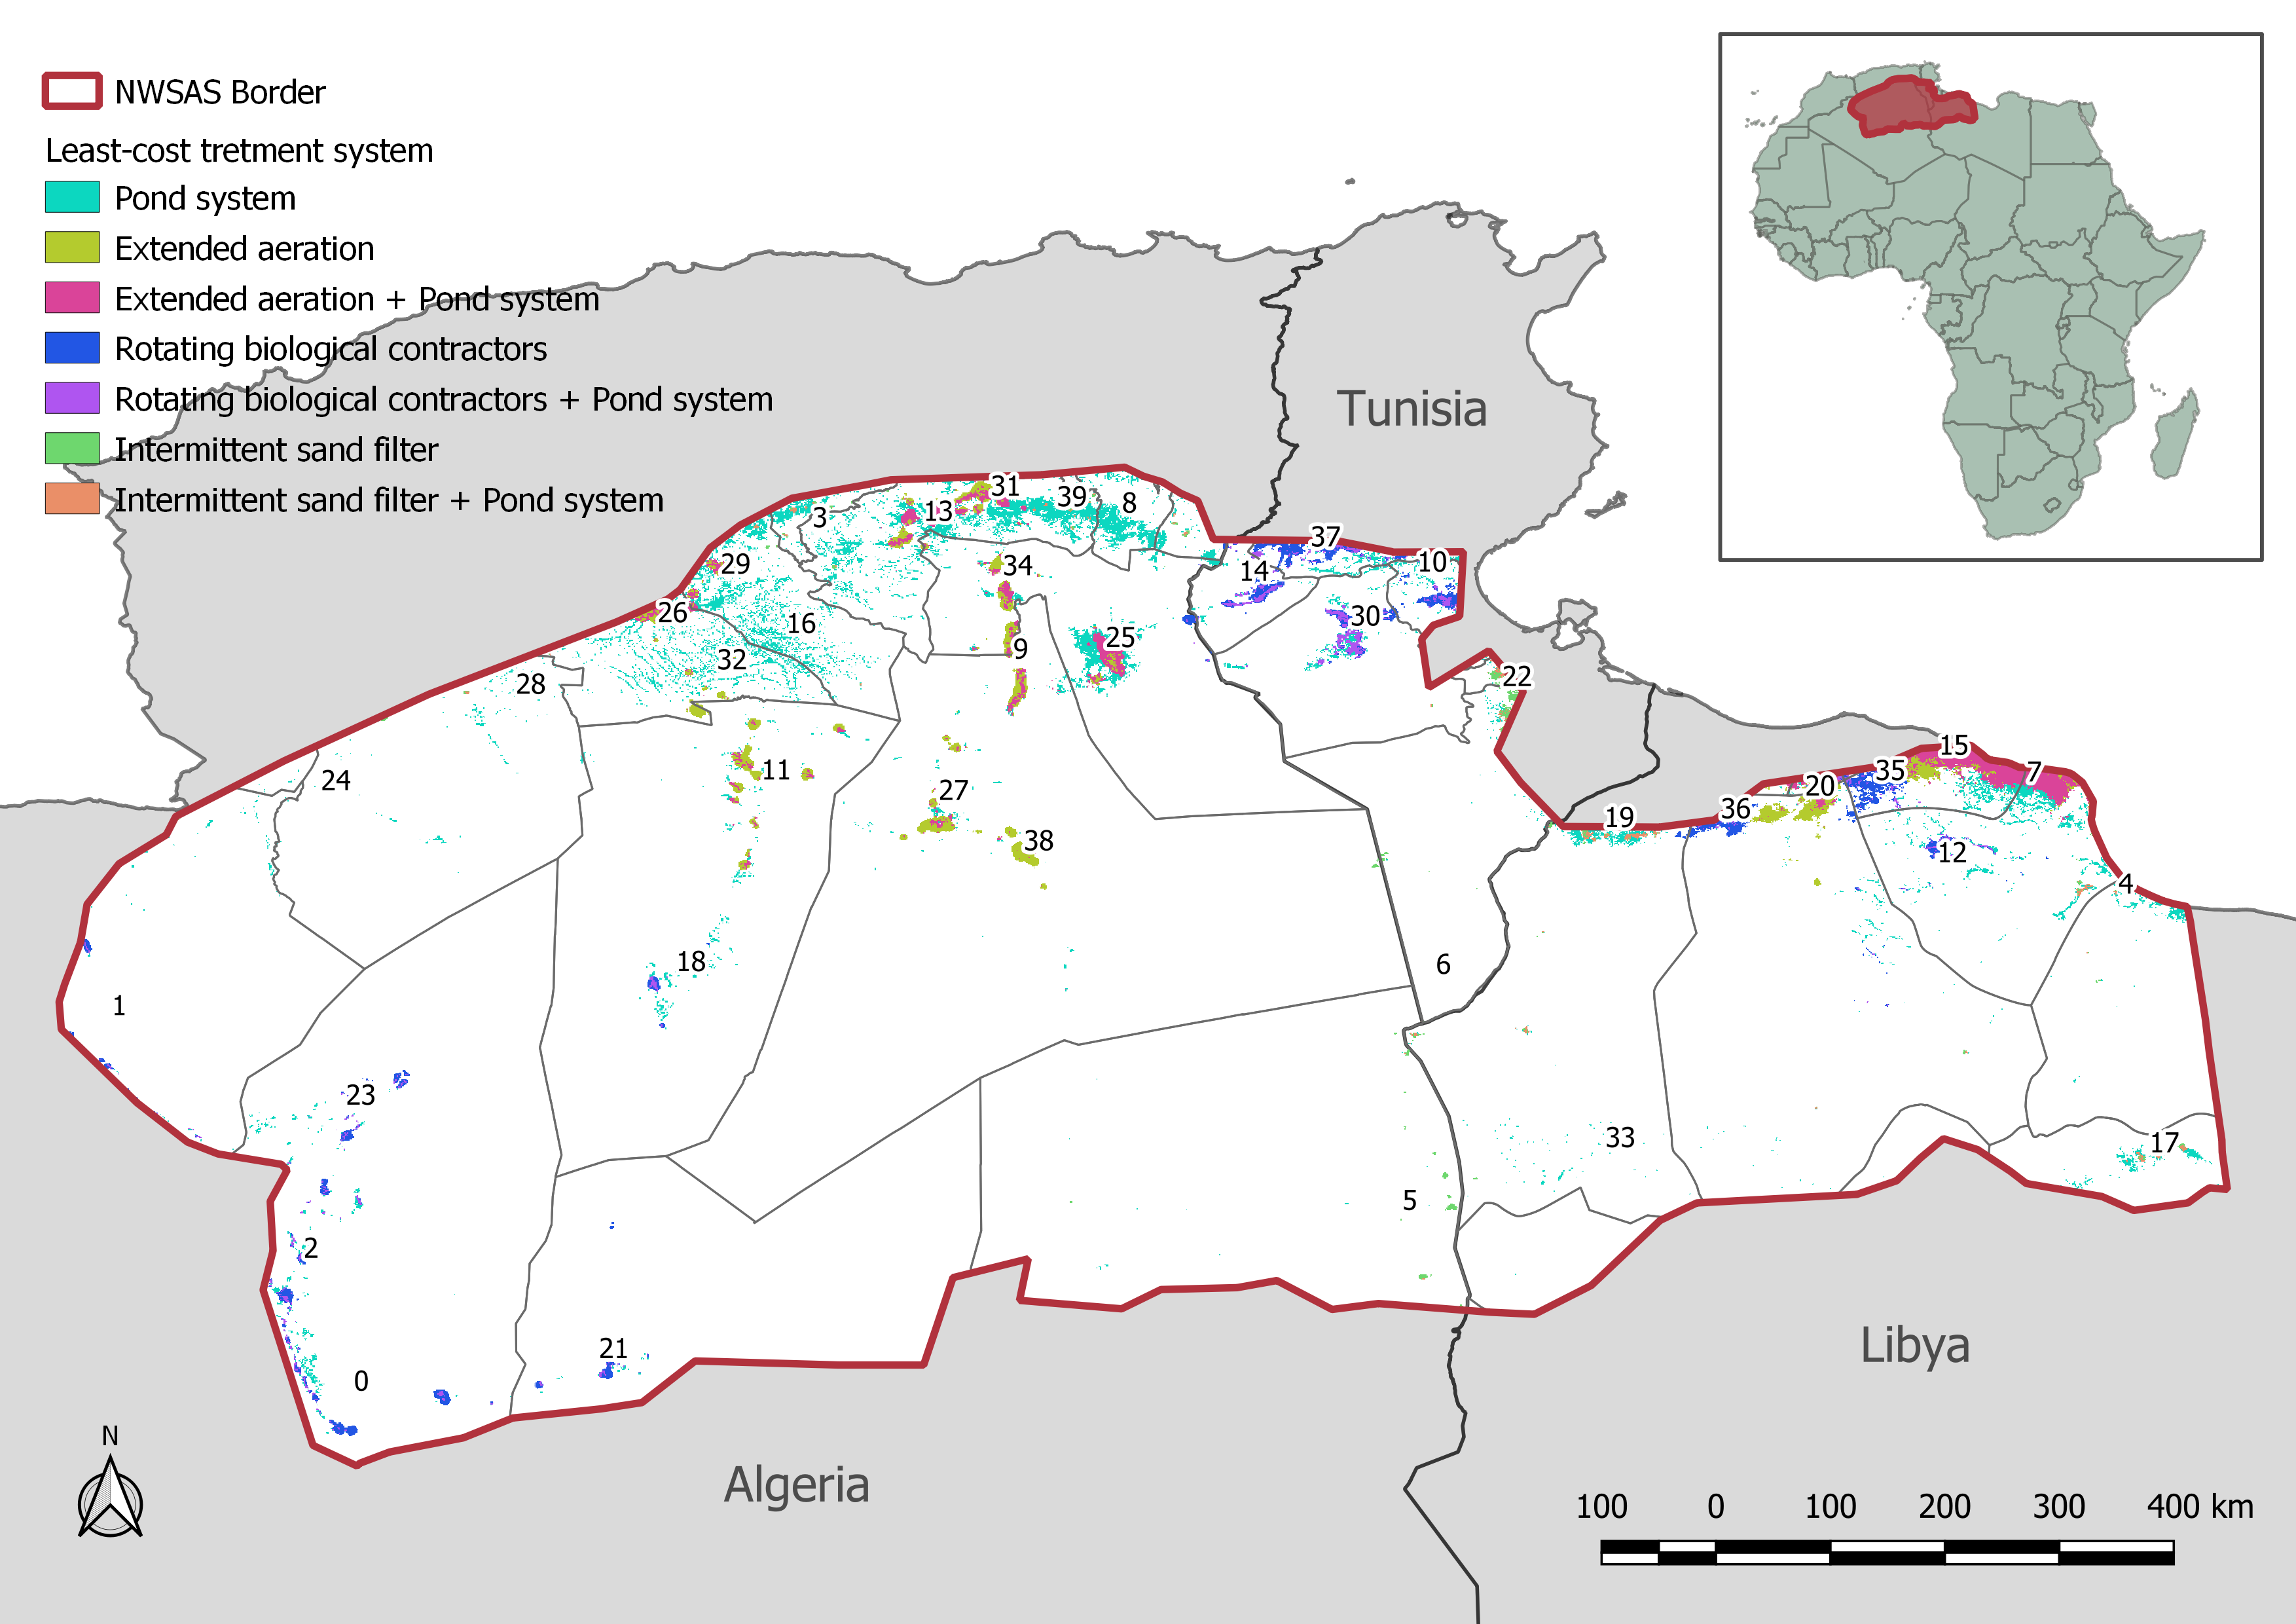 NWSAS Border
Least-cost tretment system
Pond system
Extended aeration
Extended aeration + Pond system
Rotating biological contractors
Rotating biological contractors + Pond system
Intermittent sand filter
Intermittent sand filter + Pond system
Tunisia
31
39
8
3
13
37
29
34
14
10
26
16
30
25
9
32
22
28
15
24
11
7
35
20
27
36
19
38
12
4
18
6
1
23
33
17
5
2
21
Libya
0
N
Algeria
100 0 100 200 300 400 km